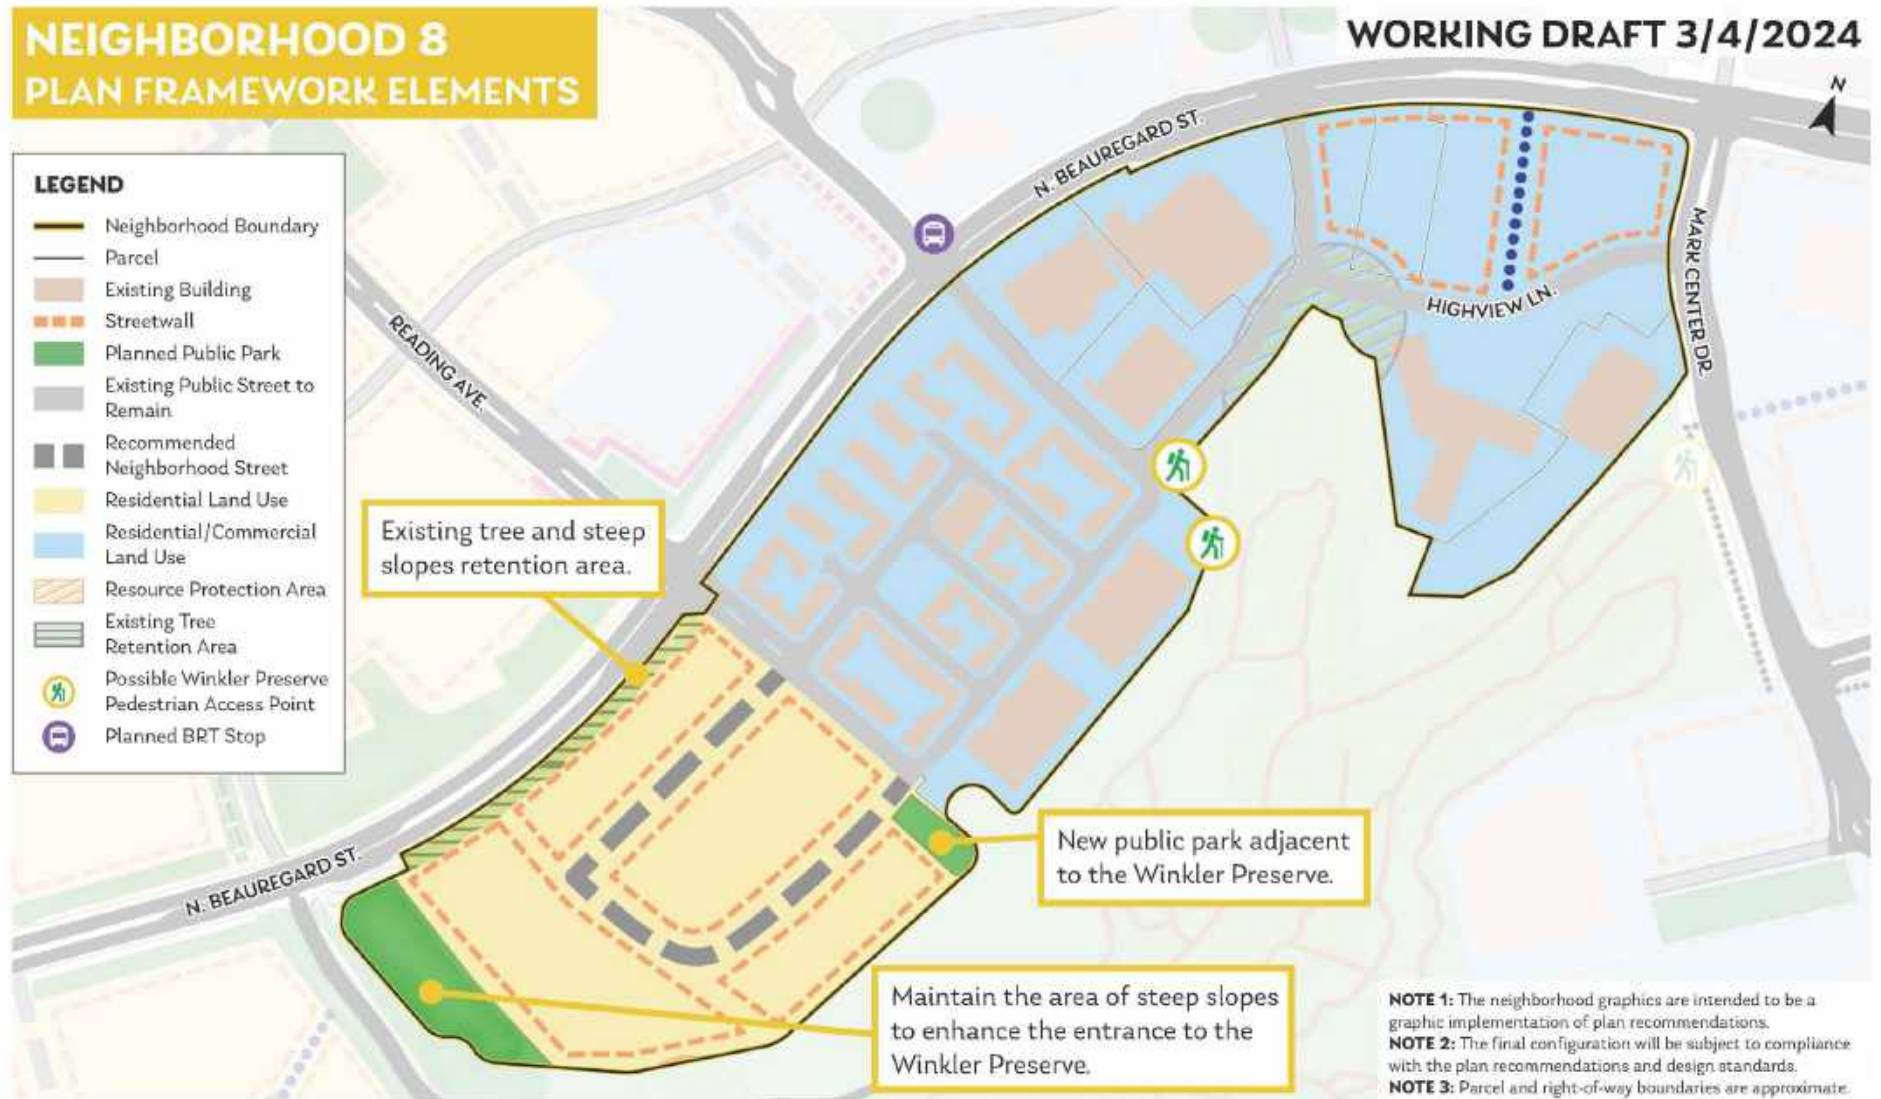 NEIGHBORHOOD 8
PLAN FRAMEWORK ELEMENTS
WORKING DRAFT 3/4/2024
N
LEGEND
Neighborhood Boundary
Parcel
Existing Building
Streetwall
Planned Public Park
Existing Public Street to
Remain
Recommended
Neighborhood Street
Residential Land Use
Residential/Commercial
Land Use
Resource Protection Area
Existing Tree
Retention Area
Possible Winkler Preserve
Pedestrian Access Point
Planned BRT Stop
N. BEAUREGARD ST.
MARK CENTER DR.
HIGHVIEW LN.
READING AVE.
Existing tree and steep
slopes retention area.
New public park adjacent
to the Winkler Preserve.
N. BEAUREGARD ST.
Maintain the area of steep slopes
to enhance the entrance to the
Winkler Preserve.
NOTE 1: The neighborhood graphics are intended to be a
graphic implementation of plan recommendations.
NOTE 2: The final configuration will be subject to compliance
with the plan recommendations and design standards.
NOTE 3: Parcel and right-of-way boundaries are approximate.